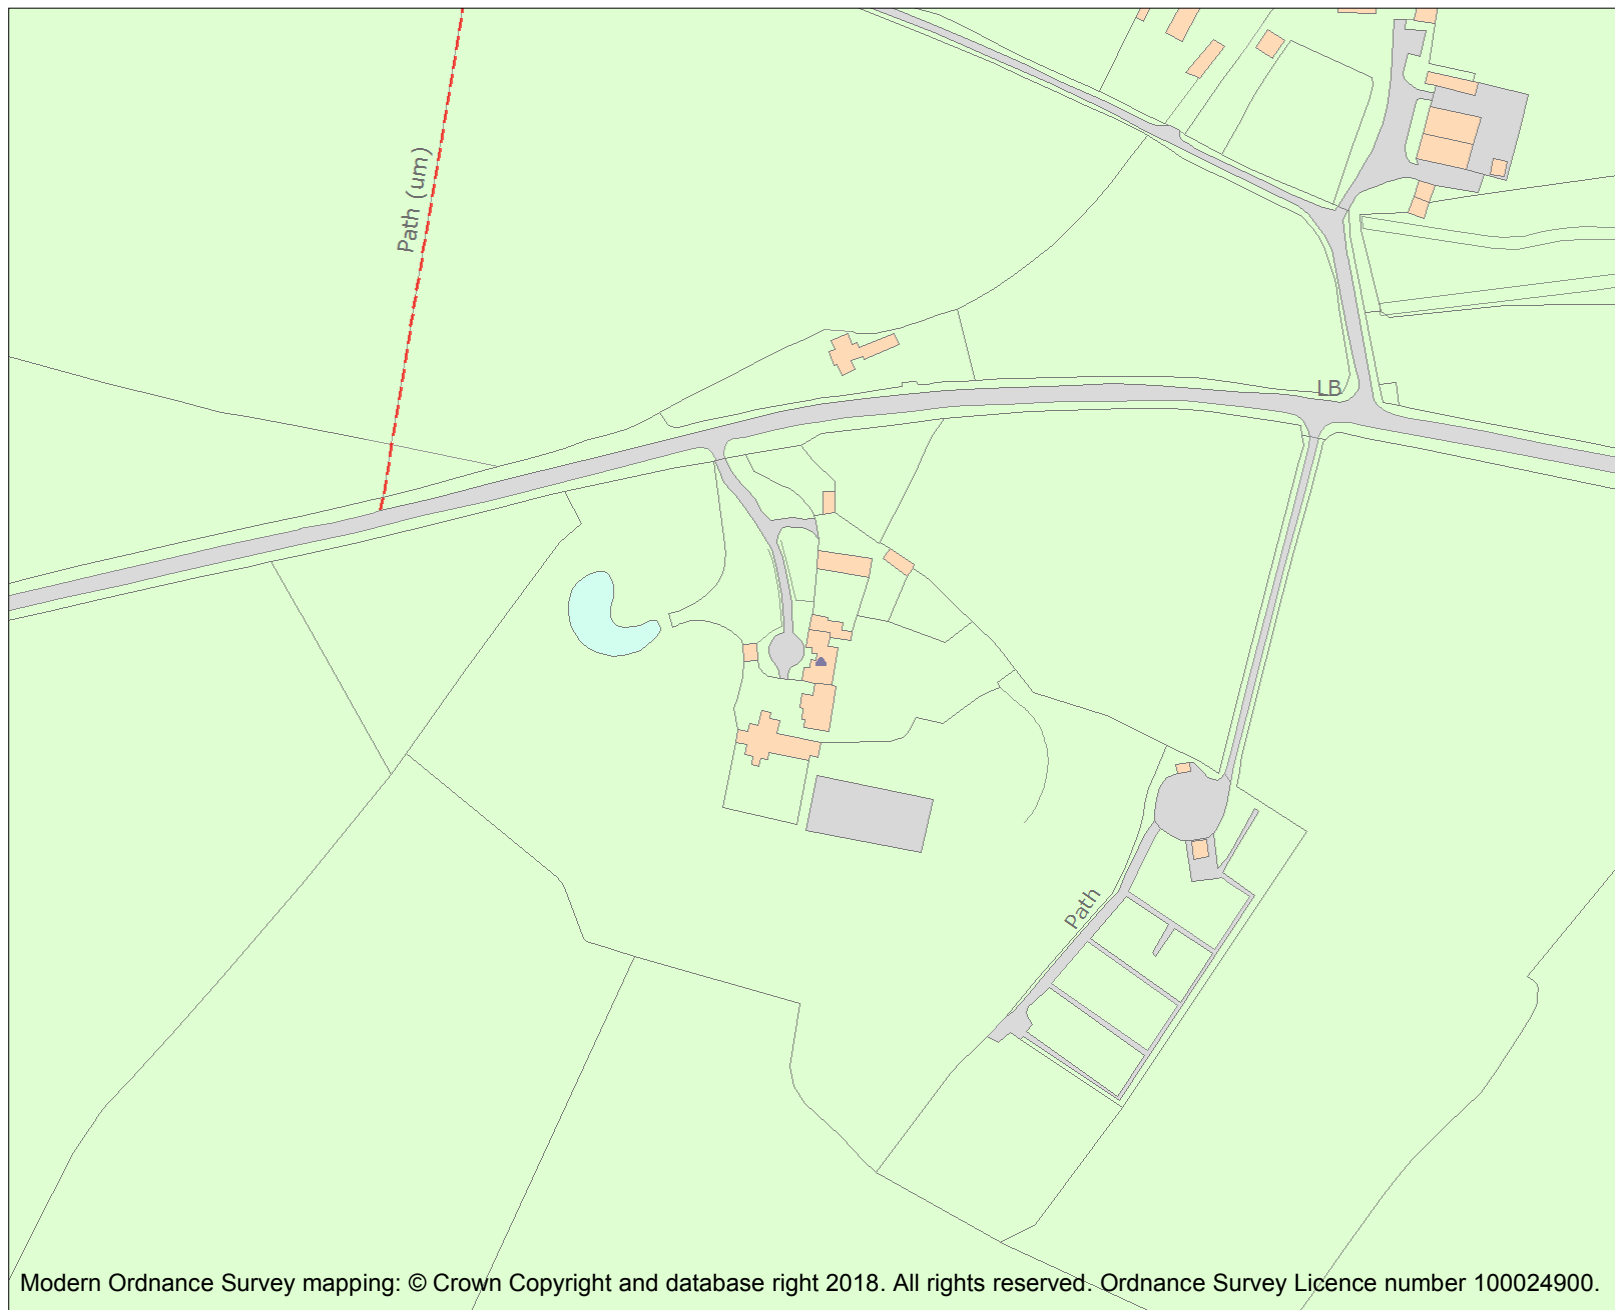 Path (um)
LB
Path
Modern Ordnance Survey mapping: © Crown Copyright and database right 2018. All rights reserved. Ordnance Survey Licence number 100024900.